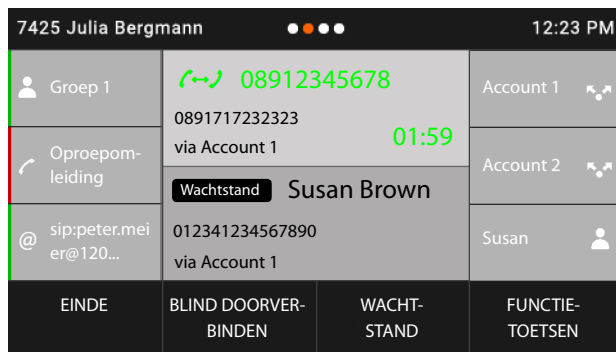 7425 Julia Bergmann
12:23 PM
Groep 1
Oproepom-
leiding
@
sip:peter.mei
er@120...
08912345678
0891717232323
via Account 1
01:59
Wachtstand Susan Brown
012341234567890
via Account 1
Account 1
Account 2
Susan
EINDE
BLIND DOORVER-
BINDEN
WACHT-
STAND
FUNCTIE-
TOETSEN